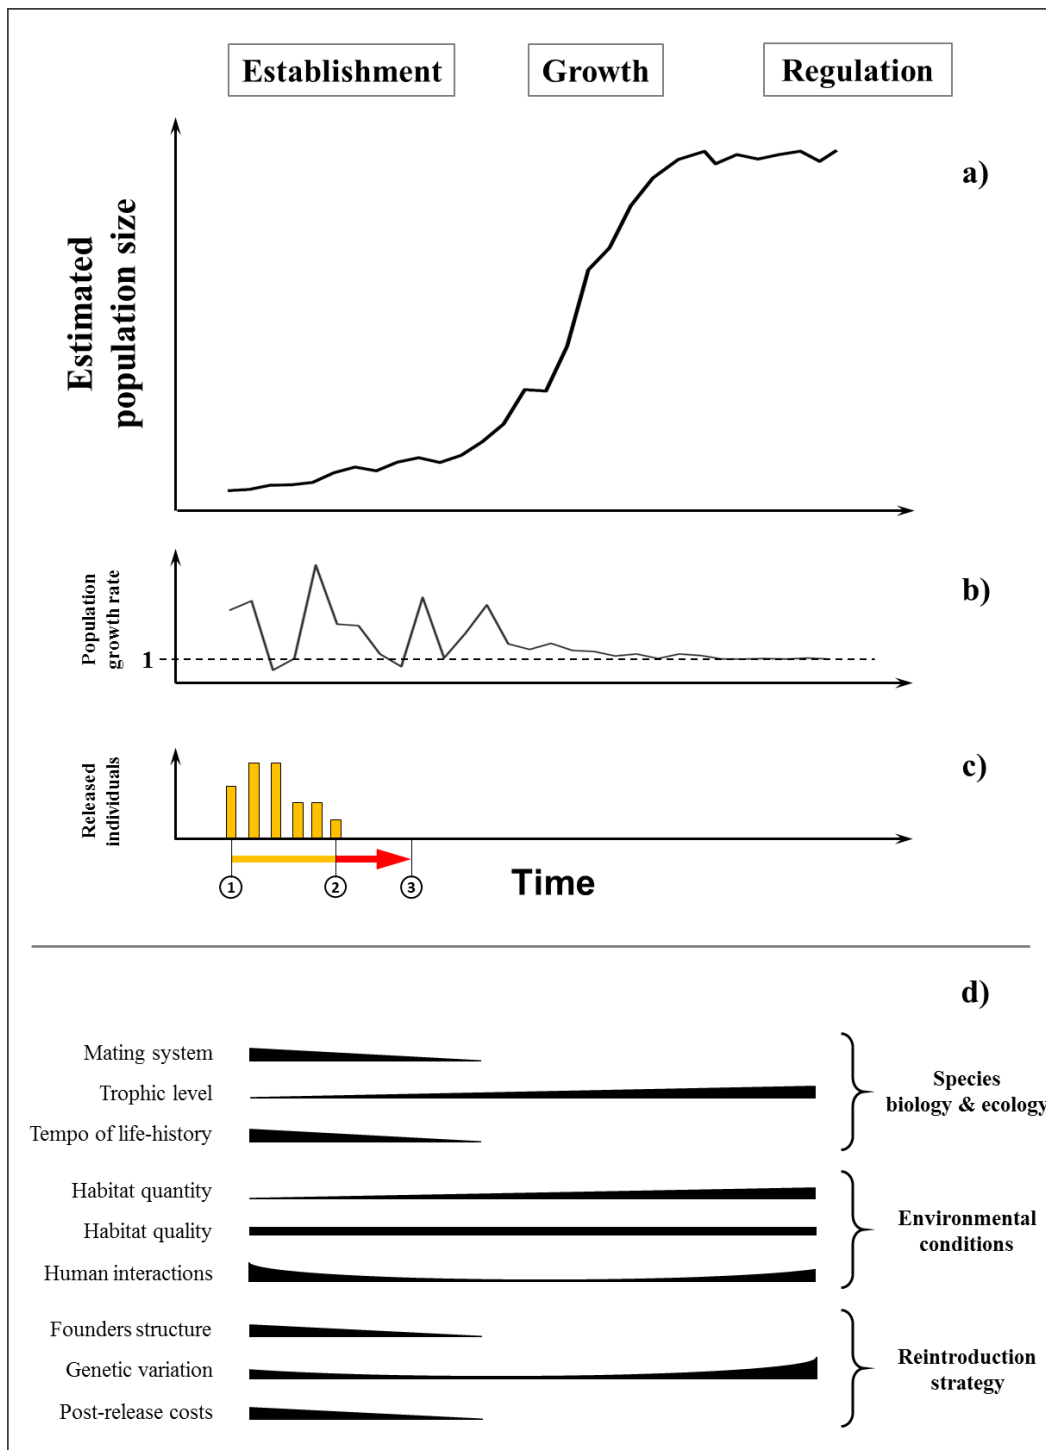 Establishment
Growth
Regulation
a)
Estimated
population size
b)
Population
growth rate
1
c)
Released
individuals
1
2
3
Time
d)
Mating system
Trophic level
Tempo of life-history
Species
biology & ecology
Habitat quantity
Habitat quality
Human interactions
Environmental
conditions
Founders structure
Genetic variation
Post-release costs
Reintroduction
strategy